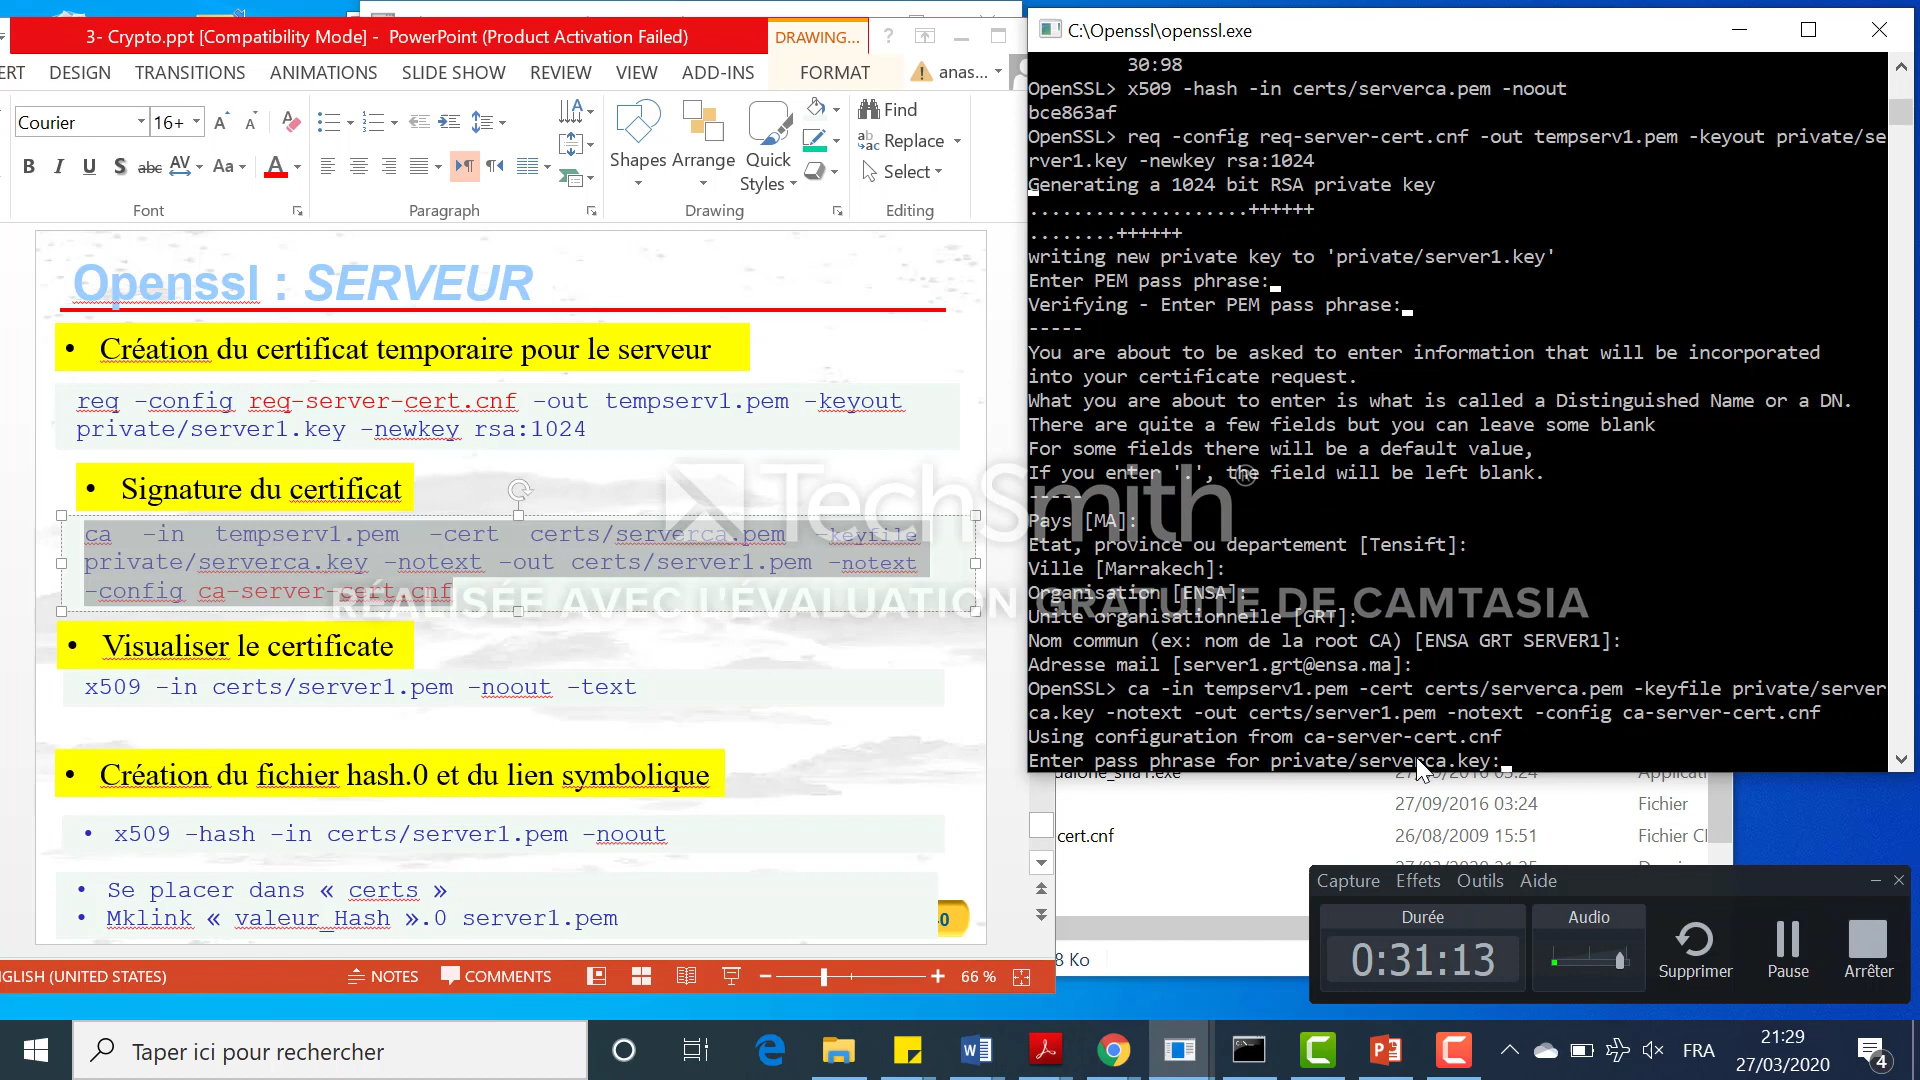 3- Crypto.ppt [Compatibility Mode] - PowerPoint (Product Activation Failed)
DRAWING...
?
ERT DESIGN TRANSITIONS ANIMATIONS SLIDE SHOW REVIEW VIEW ADD-INS FORMAT anas...
Courier 16+
Find
Replace
Select
Shapes Arrange Quick Styles
Font Paragraph Drawing Editing
Openssl : SERVEUR
• Création du certificat temporaire pour le serveur
req –config req-server-cert.cnf –out tempserv1.pem –keyout
private/server1.key –newkey rsa:1024
• Signature du certificat
ca –in tempserv1.pem –cert certs/serverca.pem –keyfile
private/serverca.key –notext –out certs/server1.pem –notext
–config ca-server-cert.cnf
• Visualiser le certificate
x509 –in certs/server1.pem –noout –text
• Création du fichier hash.0 et du lien symbolique
• x509 –hash –in certs/server1.pem –noout
• Se placer dans « certs »
• Mklink « valeur_Hash ».0 server1.pem
NGLISH (UNITED STATES) NOTES COMMENTS 66 %
C:\Openssl\openssl.exe
30:98
OpenSSL> x509 -hash -in certs/serverca.pem -noout
bce863af
OpenSSL> req -config req-server-cert.cnf -out tempserv1.pem -keyout private/se
rver1.key -newkey rsa:1024
Generating a 1024 bit RSA private key
....................++++++
........++++++
writing new private key to 'private/server1.key'
Enter PEM pass phrase:
Verifying - Enter PEM pass phrase:
-----
You are about to be asked to enter information that will be incorporated
into your certificate request.
What you are about to enter is what is called a Distinguished Name or a DN.
There are quite a few fields but you can leave some blank
For some fields there will be a default value,
If you enter '.', the field will be left blank.
-----
Pays [MA]:
Etat, province ou departement [Tensift]:
Ville [Marrakech]:
Organisation [ENSA]:
Unite organisationnelle [GRT]:
Nom commun (ex: nom de la root CA) [ENSA GRT SERVER1]:
Adresse mail [server1.grt@ensa.ma]:
OpenSSL> ca -in tempserv1.pem -cert certs/serverca.pem -keyfile private/server
ca.key -notext -out certs/server1.pem -notext -config ca-server-cert.cnf
Using configuration from ca-server-cert.cnf
Enter pass phrase for private/serverca.key:
TechSmith®
RÉALISÉE AVEC L'ÉVALUATION GRATUITE DE CAMTASIA
27/09/2016 03:24 Fichier
cert.cnf 26/08/2009 15:51 Fichier
8 Ko
Capture Effets Outils Aide
Durée Audio
0:31:13
Supprimer Pause Arrêter
Taper ici pour rechercher
FRA
21:29
27/03/2020
4